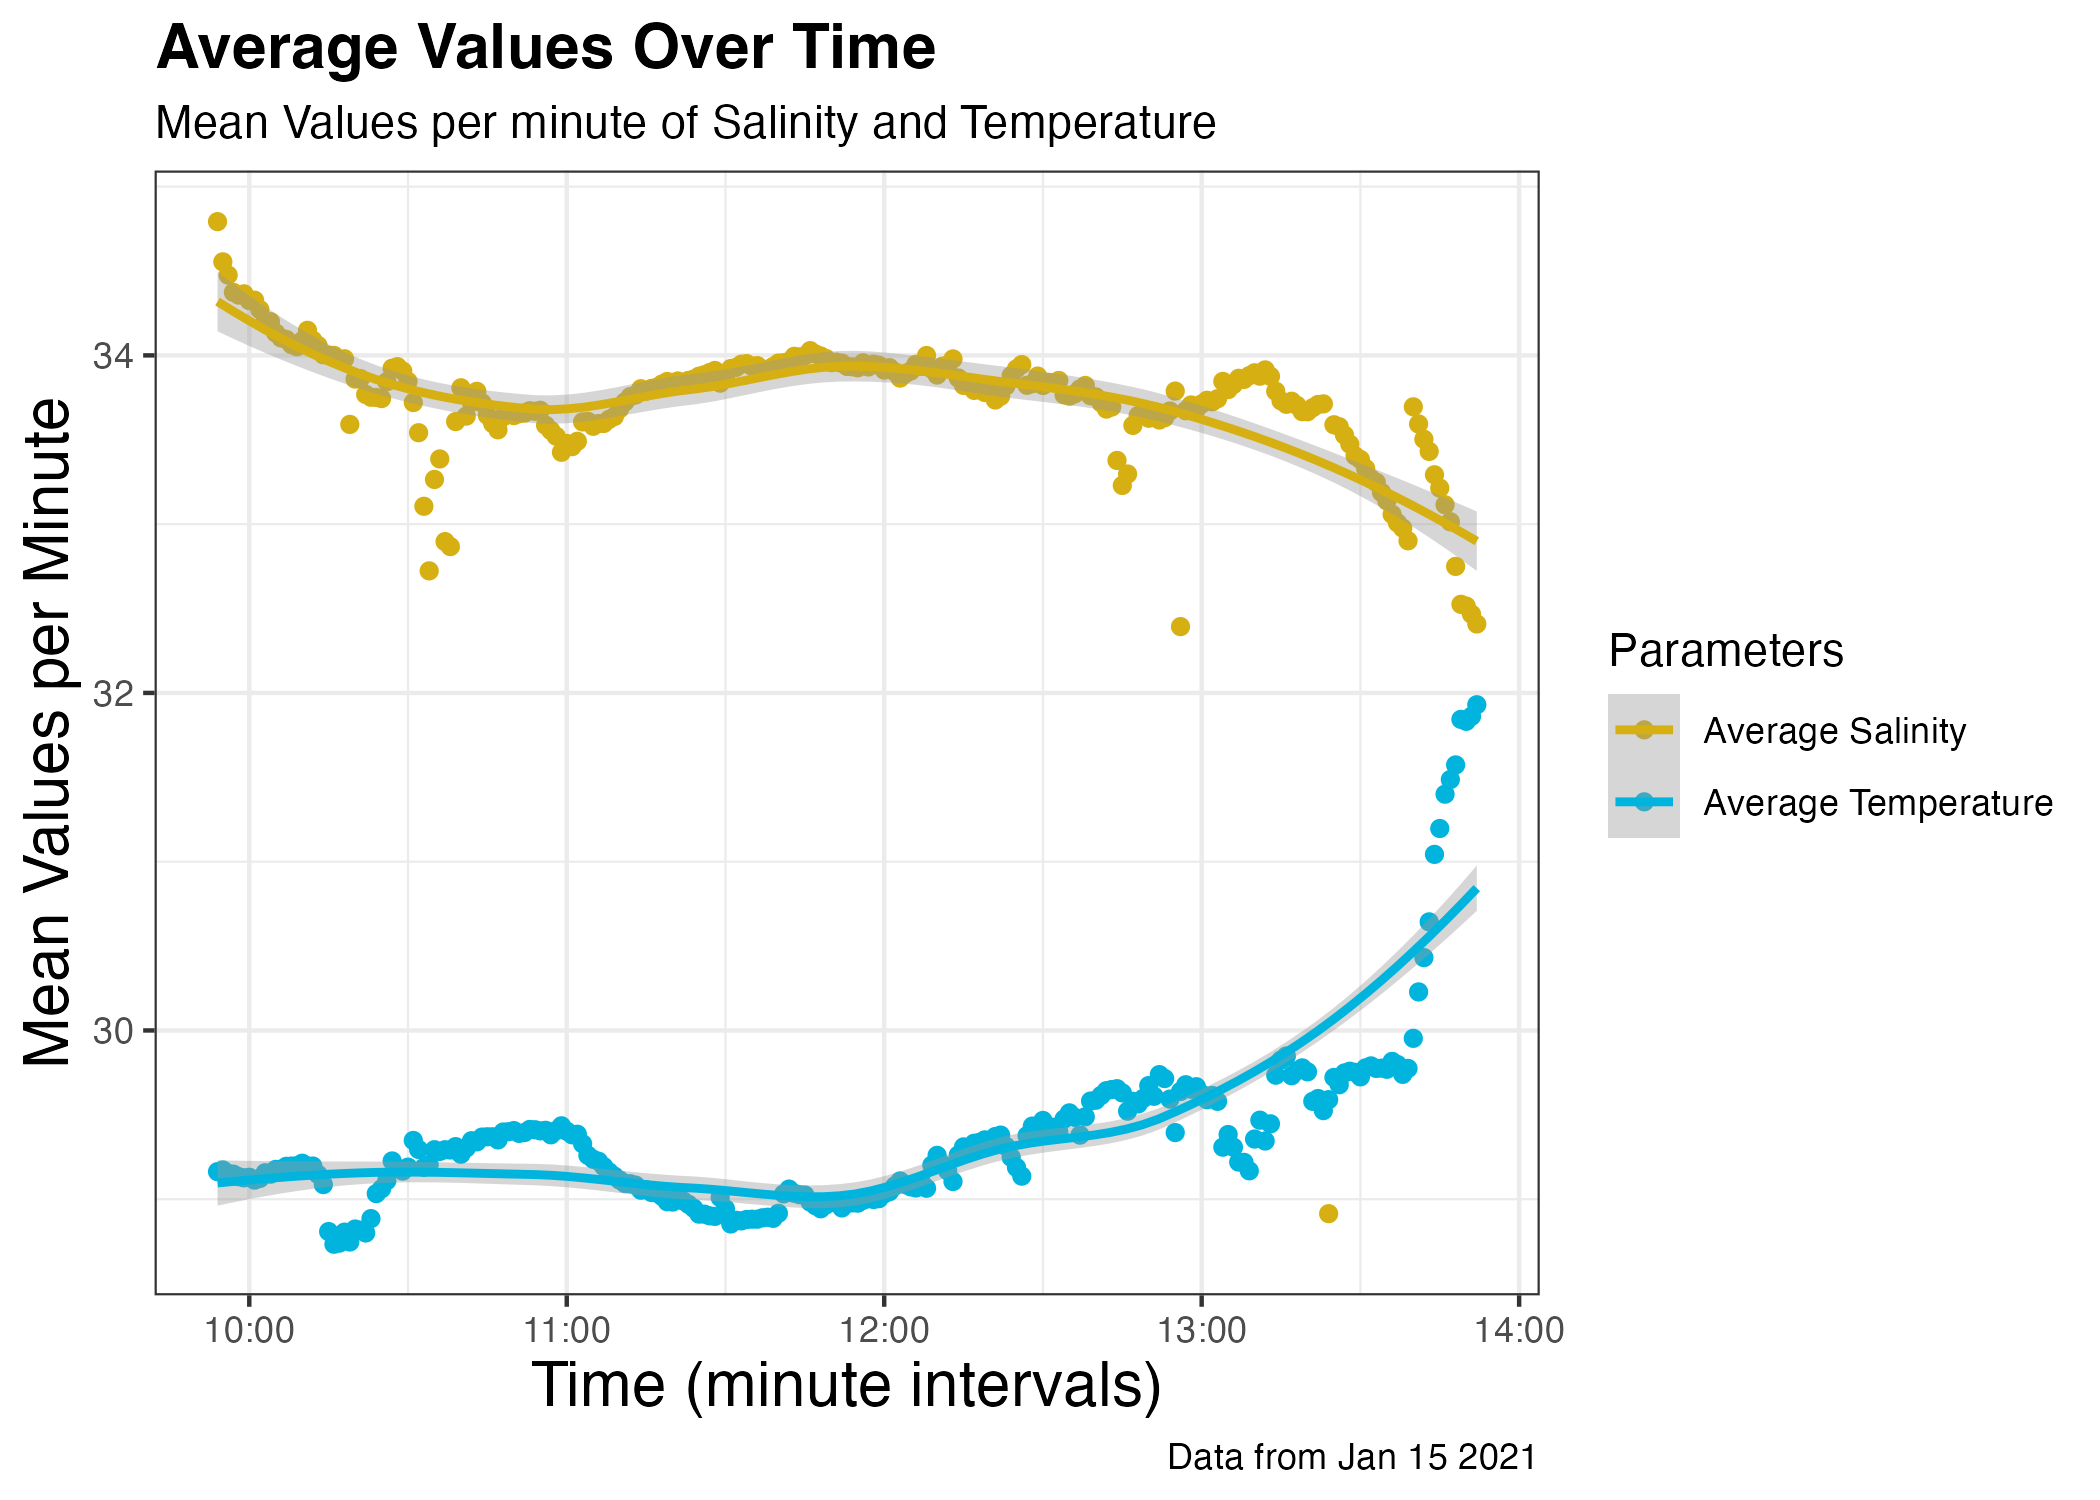 Average Values Over Time
Mean Values per minute of Salinity and Temperature
Mean Values per Minute
34
32
30
10:00 11:00 12:00 13:00 14:00
Time (minute intervals)
Parameters
Average Salinity
Average Temperature
Data from Jan 15 2021